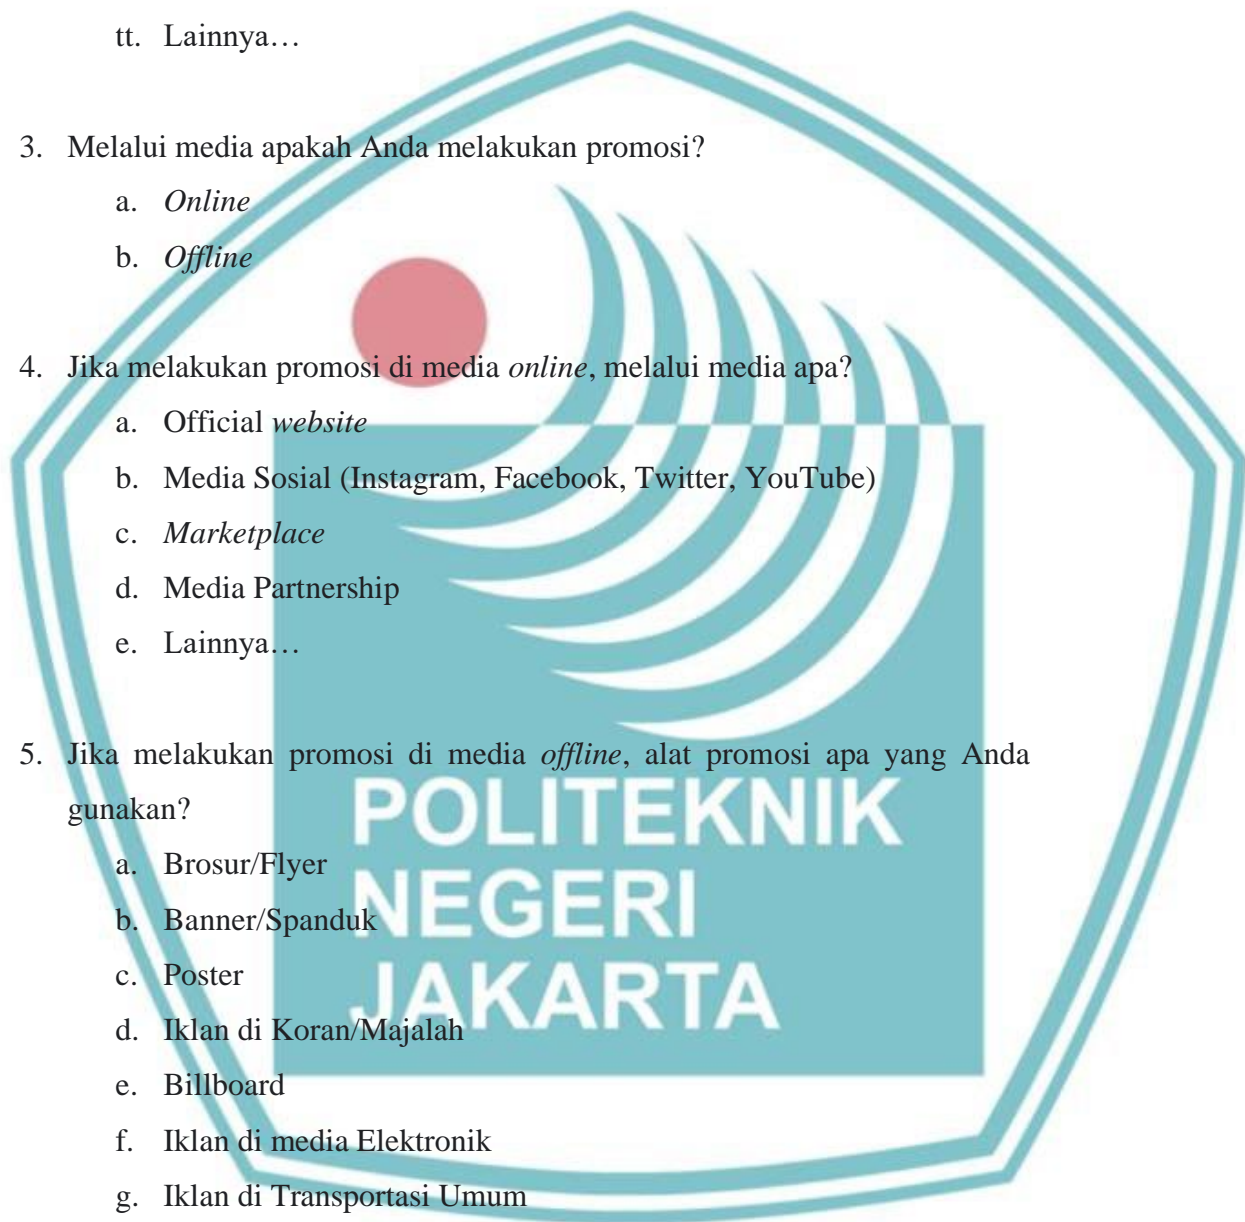 tt. Lainnya…
3. Melalui media apakah Anda melakukan promosi?
a. Online
b. Offline
4. Jika melakukan promosi di media online, melalui media apa?
a. Official website
b. Media Sosial (Instagram, Facebook, Twitter, YouTube)
c. Marketplace
d. Media Partnership
e. Lainnya…
5. Jika melakukan promosi di media offline, alat promosi apa yang Anda
gunakan?
a. Brosur/Flyer
b. Banner/Spanduk
c. Poster
d. Iklan di Koran/Majalah
e. Billboard
f. Iklan di media Elektronik
g. Iklan di Transportasi Umum
POLITEKNIK
NEGERI
JAKARTA